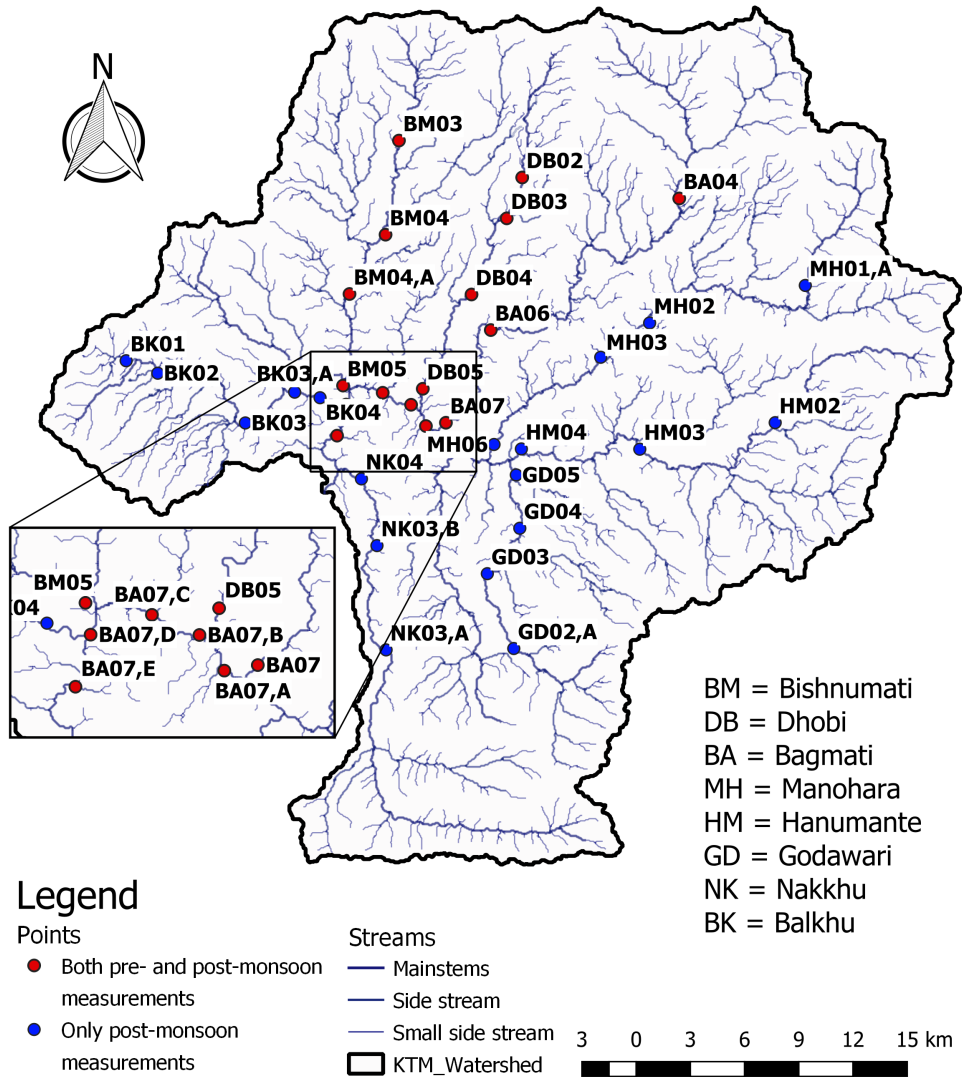 N
BM03
DB02
BA04
DB03
BM04
MH01,A
BM04,A
DB04
MH02
BA06
BK01
MH03
BK02
BK03,A
BM05
DB05
BK04
BA07
HM02
BK03
MH06
HM04
HM03
NK04
GD05
GD04
NK03,B
GD03
BM05
BA07,C
DB05
04
BA07,D
BA07,B
BA07,E
BA07
BA07,A
NK03,A
GD02,A
BM = Bishnumati
DB = Dhobi
BA = Bagmati
MH = Manohara
HM = Hanumante
GD = Godawari
NK = Nakkhu
BK = Balkhu
Legend
Points
Both pre- and post-monsoon
measurements
Only post-monsoon
measurements
Streams
Mainstems
Side stream
Small side stream
KTM_Watershed
3 0 3 6 9 12 15 km